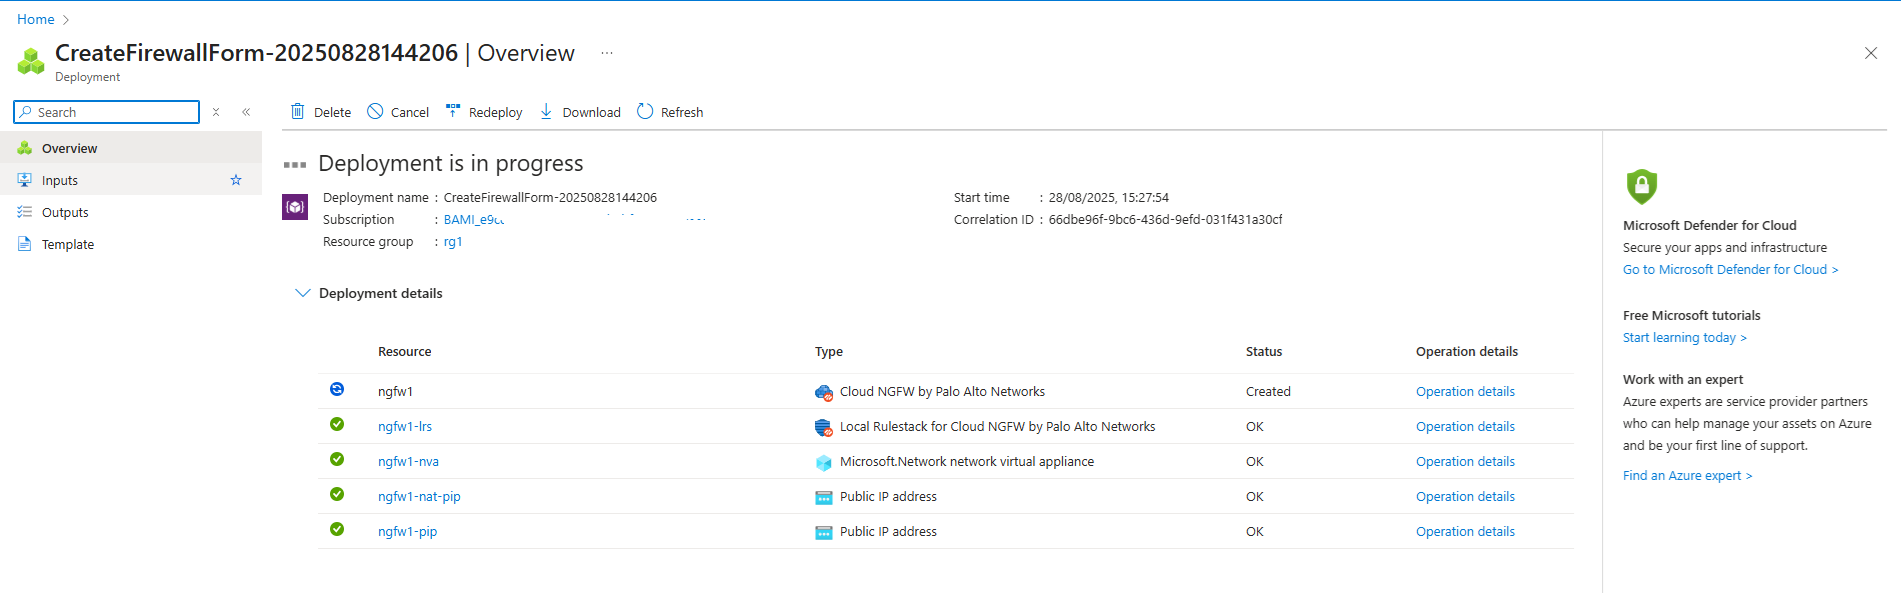 Home
CreateFirewallForm-20250828144206 | Overview ...
Deployment
Search
Delete Cancel Redeploy Download Refresh
Overview
Inputs
Outputs
Template
Deployment is in progress
Deployment name : CreateFirewallForm-20250828144206
Subscription :
Resource group : rg1
Start time : 28/08/2025, 15:27:54
Correlation ID : 66dbe96f-9bc6-436d-9efd-031f431a30cf
Deployment details
Resource Type Status Operation details
ngfw1 Cloud NGFW by Palo Alto Networks Created Operation details
ngfw1-lrs Local Rulestack for Cloud NGFW by Palo Alto Networks OK Operation details
ngfw1-nva Microsoft.Network network virtual appliance OK Operation details
ngfw1-nat-pip Public IP address OK Operation details
ngfw1-pip Public IP address OK Operation details
Microsoft Defender for Cloud
Secure your apps and infrastructure
Go to Microsoft Defender for Cloud >
Free Microsoft tutorials
Start learning today >
Work with an expert
Azure experts are service provider partners
who can help manage your assets on Azure
and be your first line of support.
Find an Azure expert >